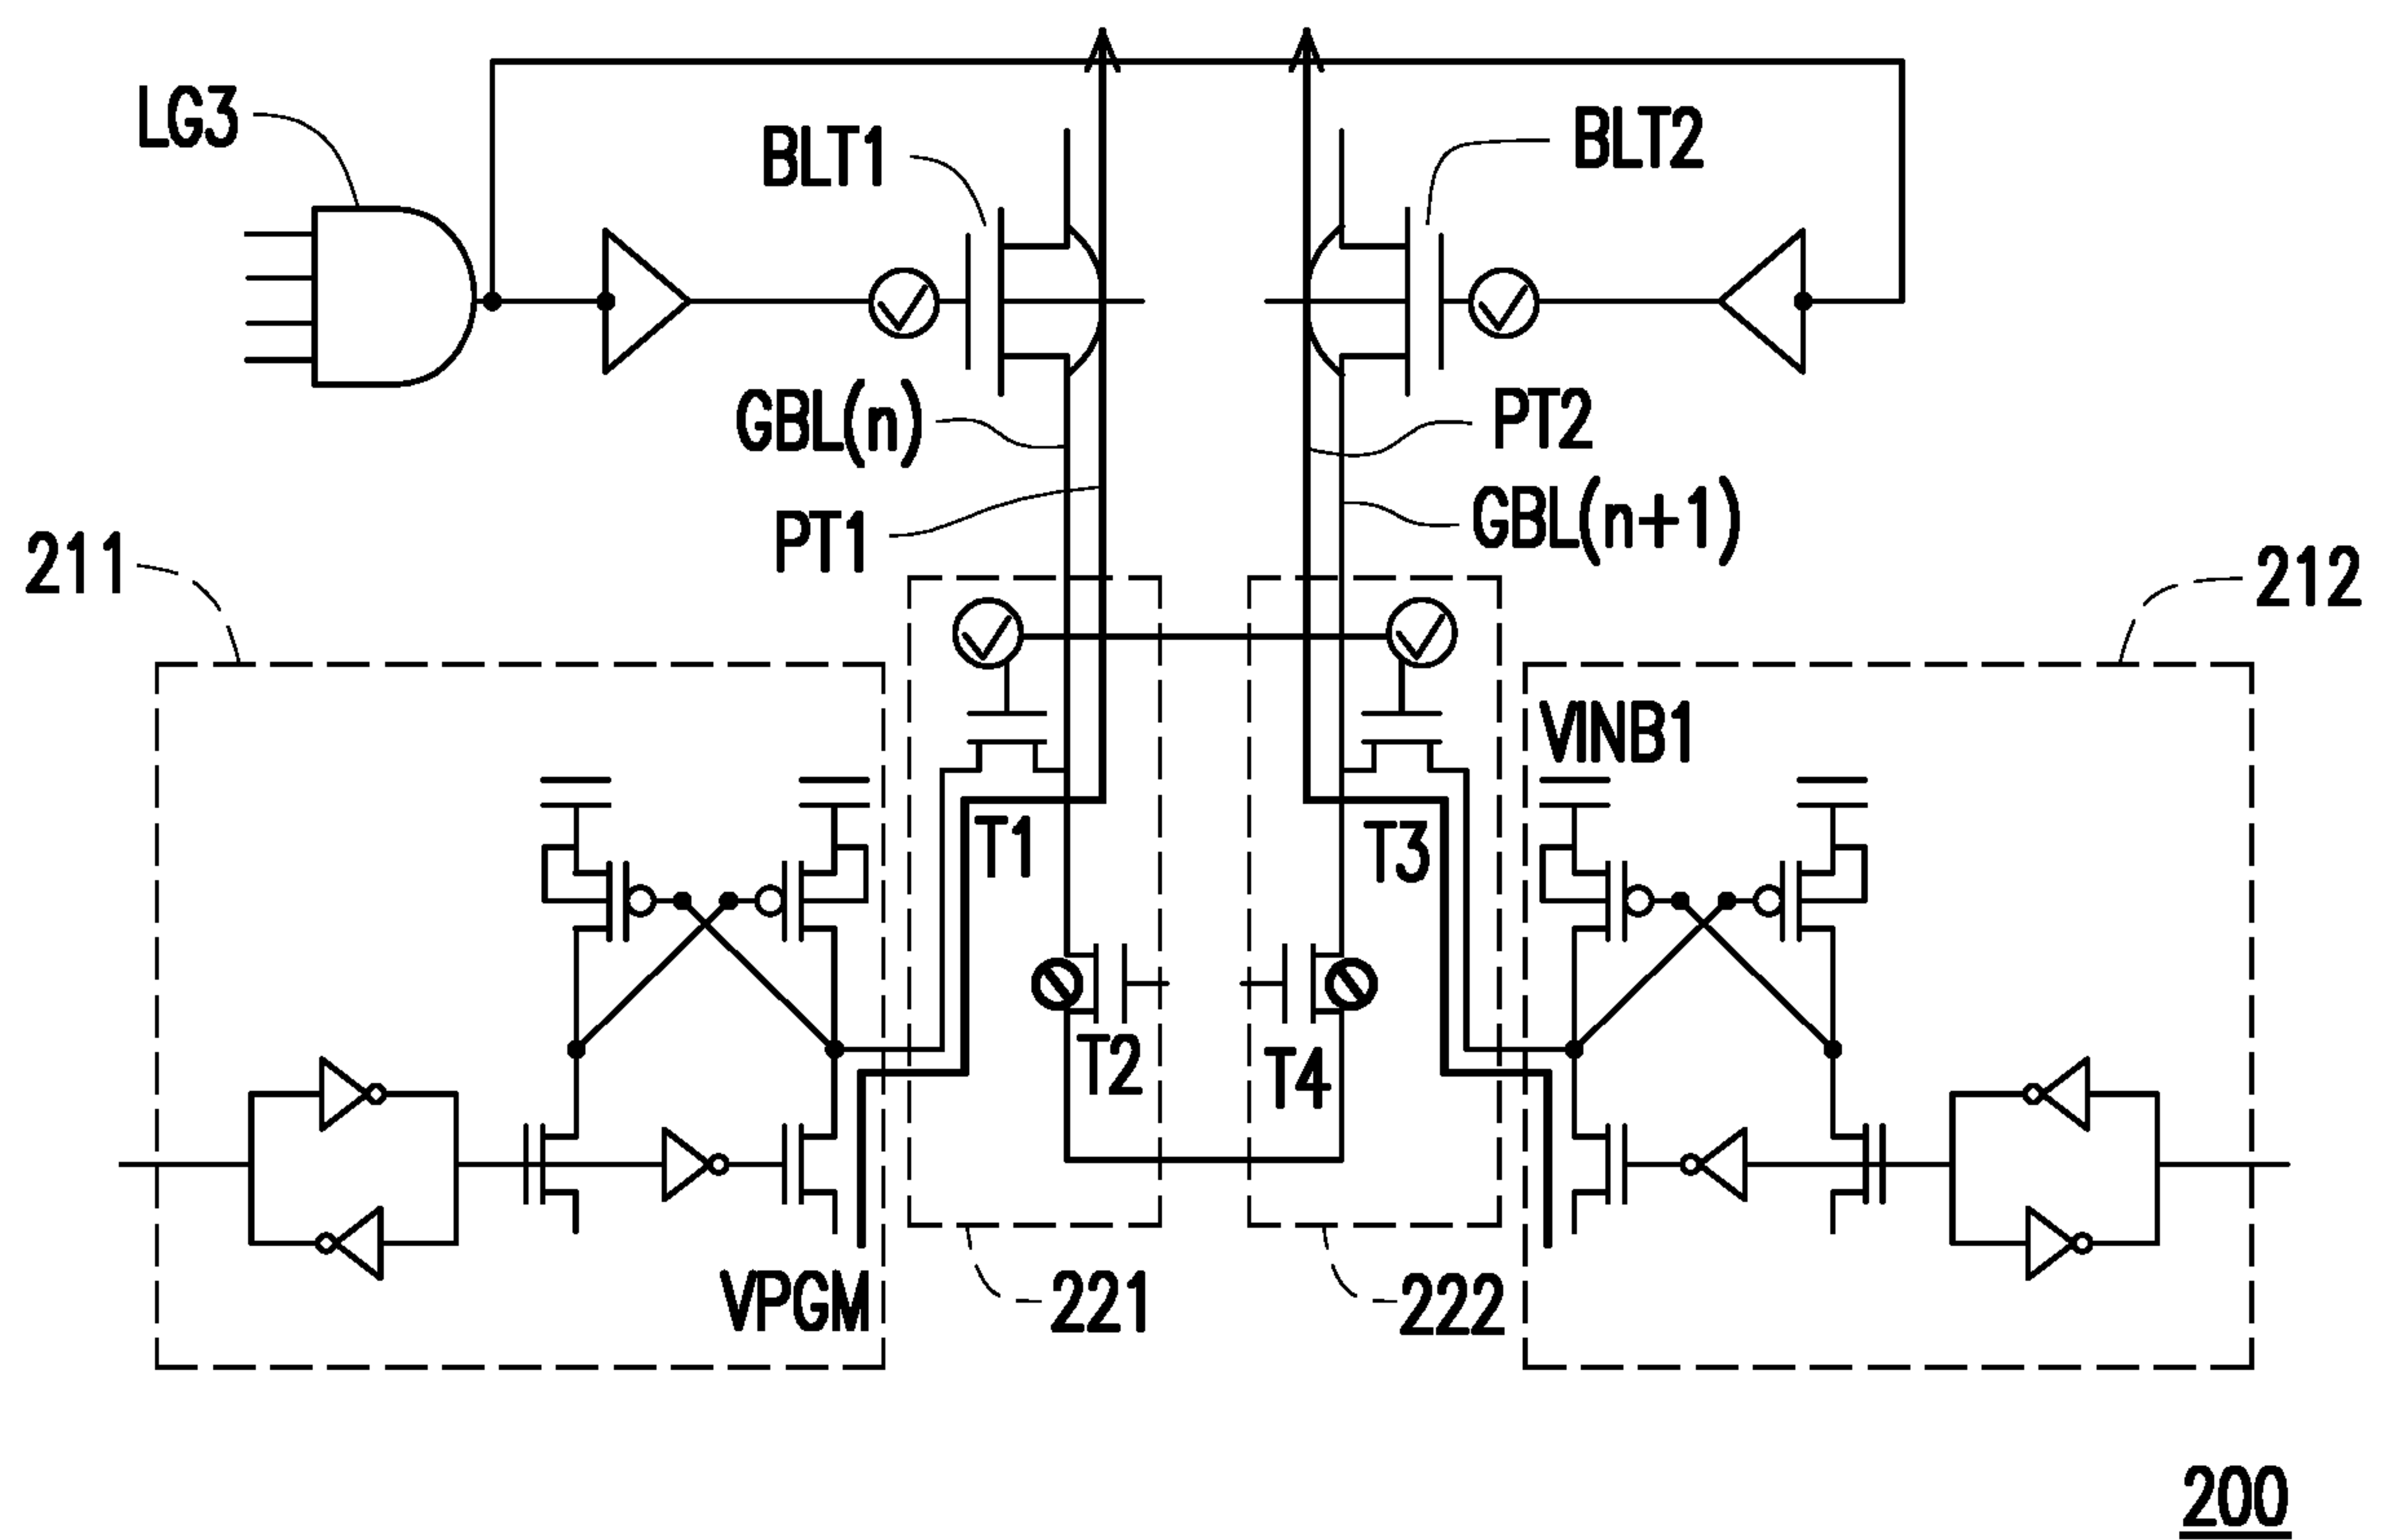 LG3
BLT1
BLT2
GBL(n)
PT2
PT1
GBL(n+1)
211
212
VINB1
T1
T3
T2
T4
VPGM
221
222
200